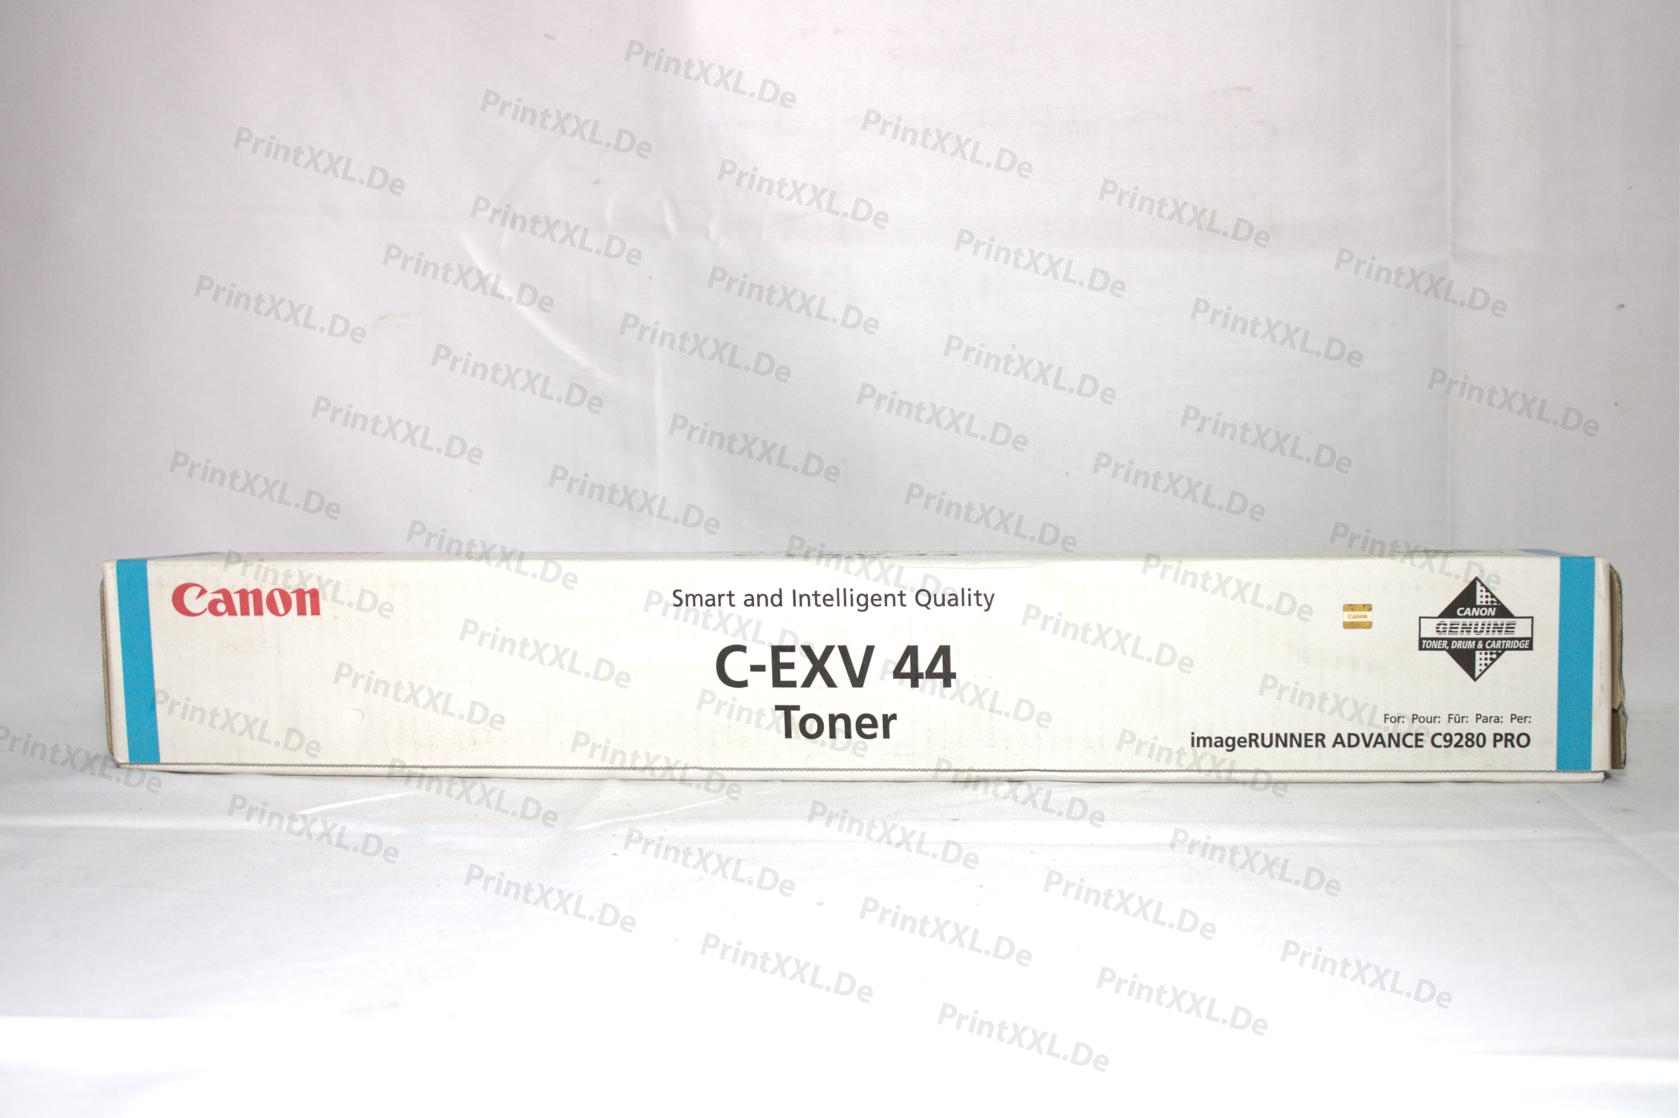 PrintXXL.De
Canon
Smart and Intelligent Quality
C-EXV 44
Toner
Canon
CANON
GENUINE
TONER, DRUM & CARTRIDGE
For: Pour: Für: Para: Per:
imageRUNNER ADVANCE C9280 PRO